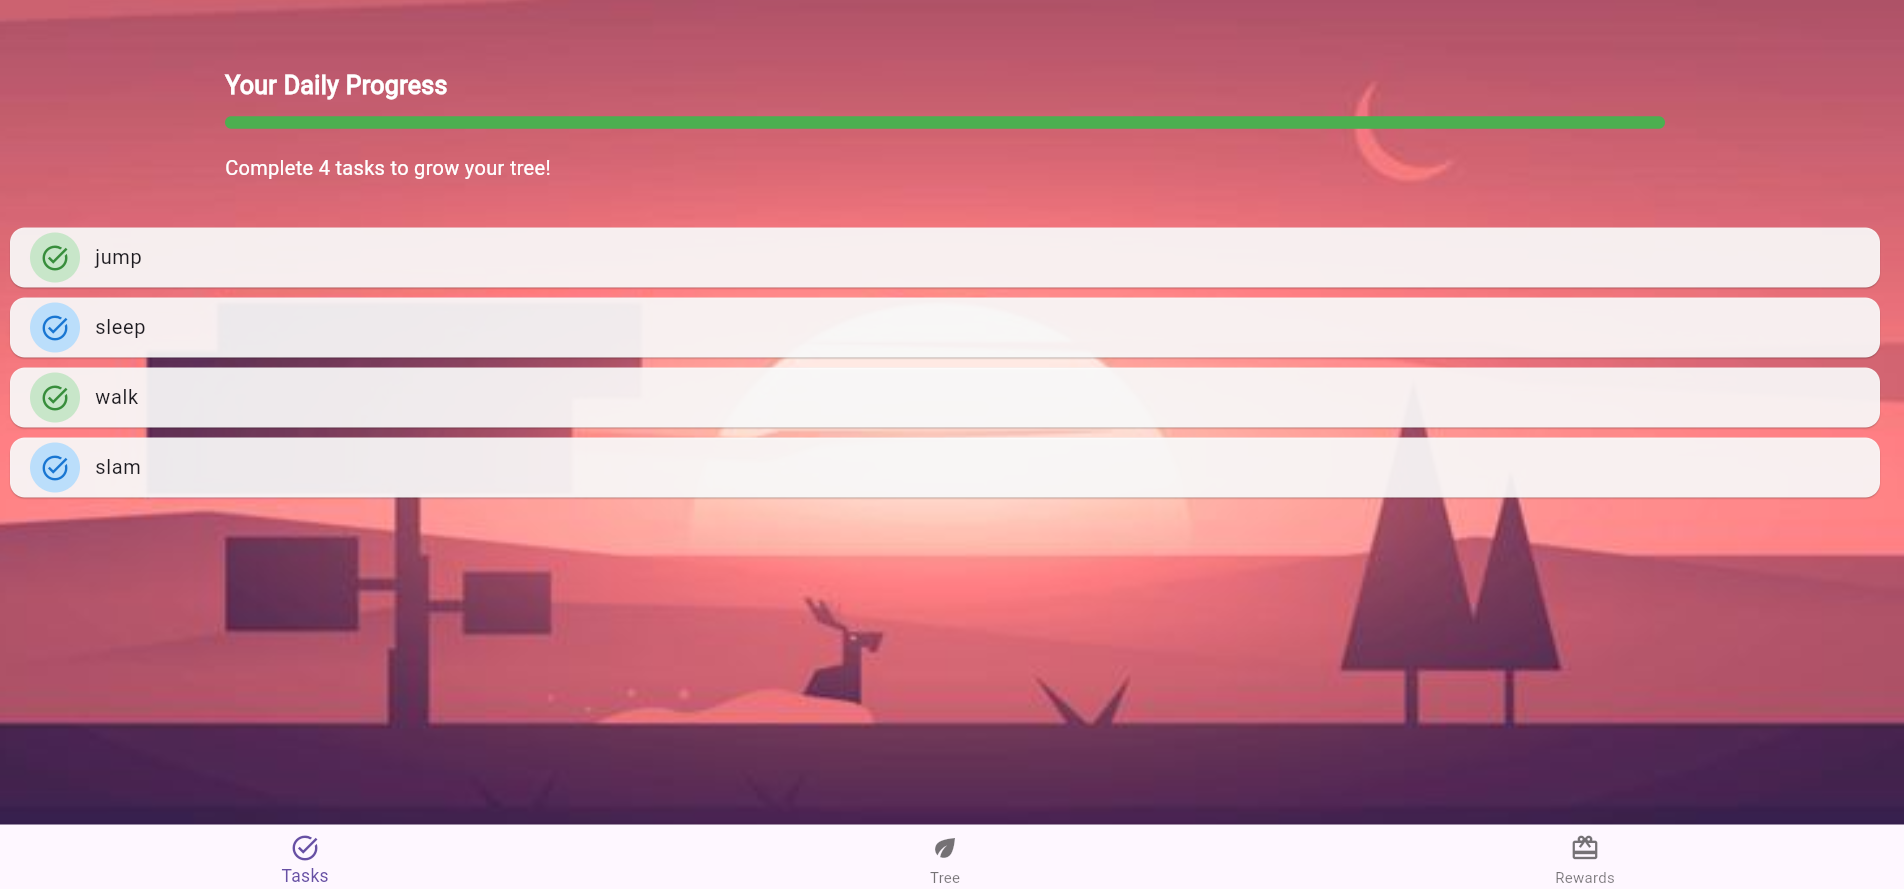 Your Daily Progress
Complete 4 tasks to grow your tree!
jump
sleep
walk
slam
Tasks
Tree
Rewards